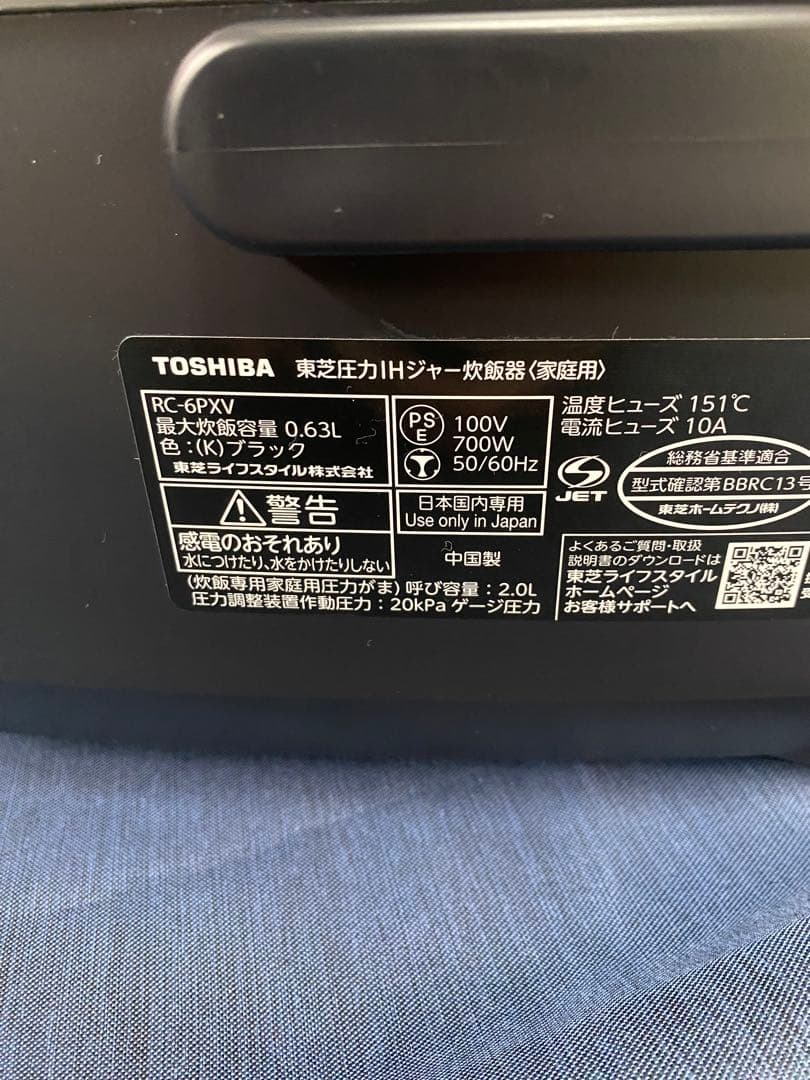 TOSHIBA 東芝圧力IHジャー炊飯器〈家庭用〉
RC-6PXV
最大炊飯容量 0.63L
色:(K)ブラック
東芝ライフスタイル株式会社
PS
E
100V
700W
50/60Hz
温度ヒューズ 151℃
電流ヒューズ 10A
JET
総務省基準適合
型式確認第BBRC13号
東芝ホームテクノ(株)
警告
感電のおそれあり
水につけたり、水をかけたりしない
日本国内専用
Use only in Japan
中国製
(炊飯専用家庭用圧力がま) 呼び容量:2.0L
圧力調整装置作動圧力:20kPa ゲージ圧力
よくあるご質問・取扱
説明書のダウンロードは
東芝ライフスタイル
ホームページ
お客様サポートへ